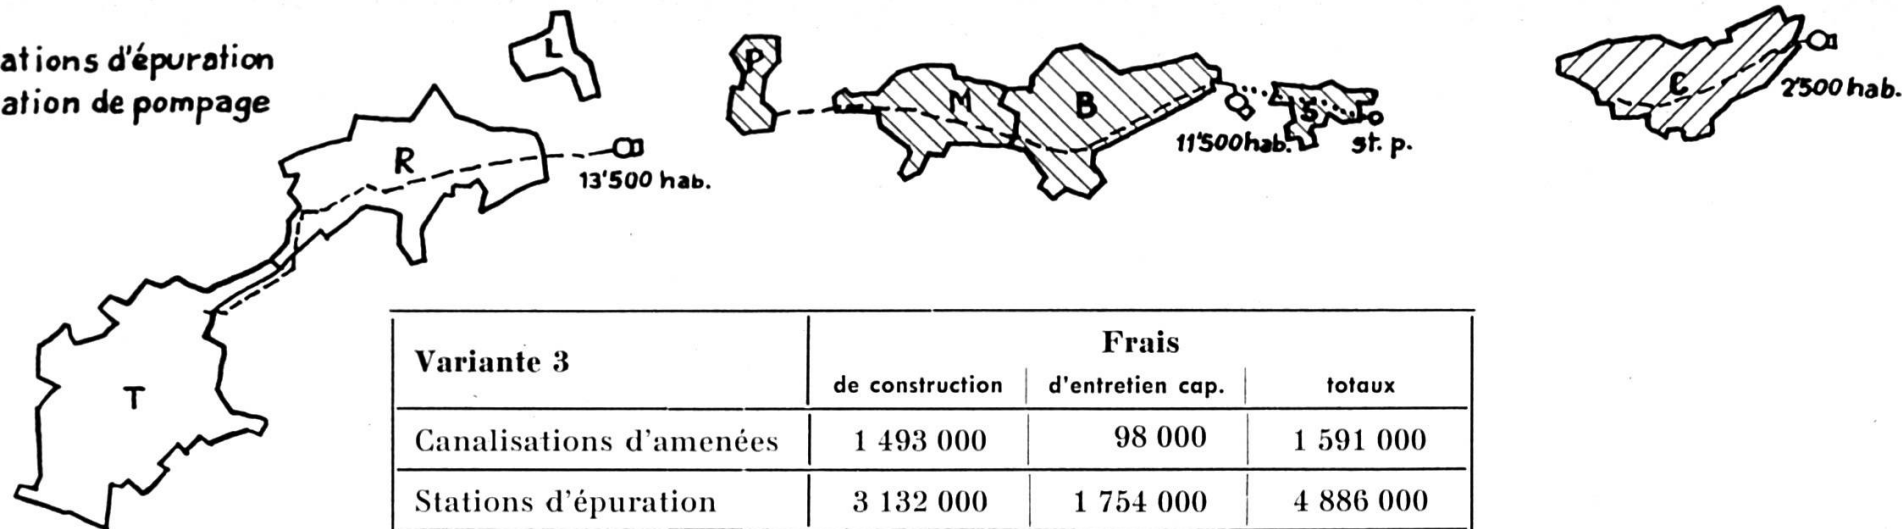 L
ations d'épuration
P
ation de pompage
M
B
S
C
2'500 hab.
11'500 hab.
st. p.
R
13'500 hab.
T
Variante 3
Frais
de construction
d'entretien cap.
totaux
Canalisations d'amenées 1 493 000 98 000 1 591 000
Stations d'épuration 3 132 000 1 754 000 4 886 000